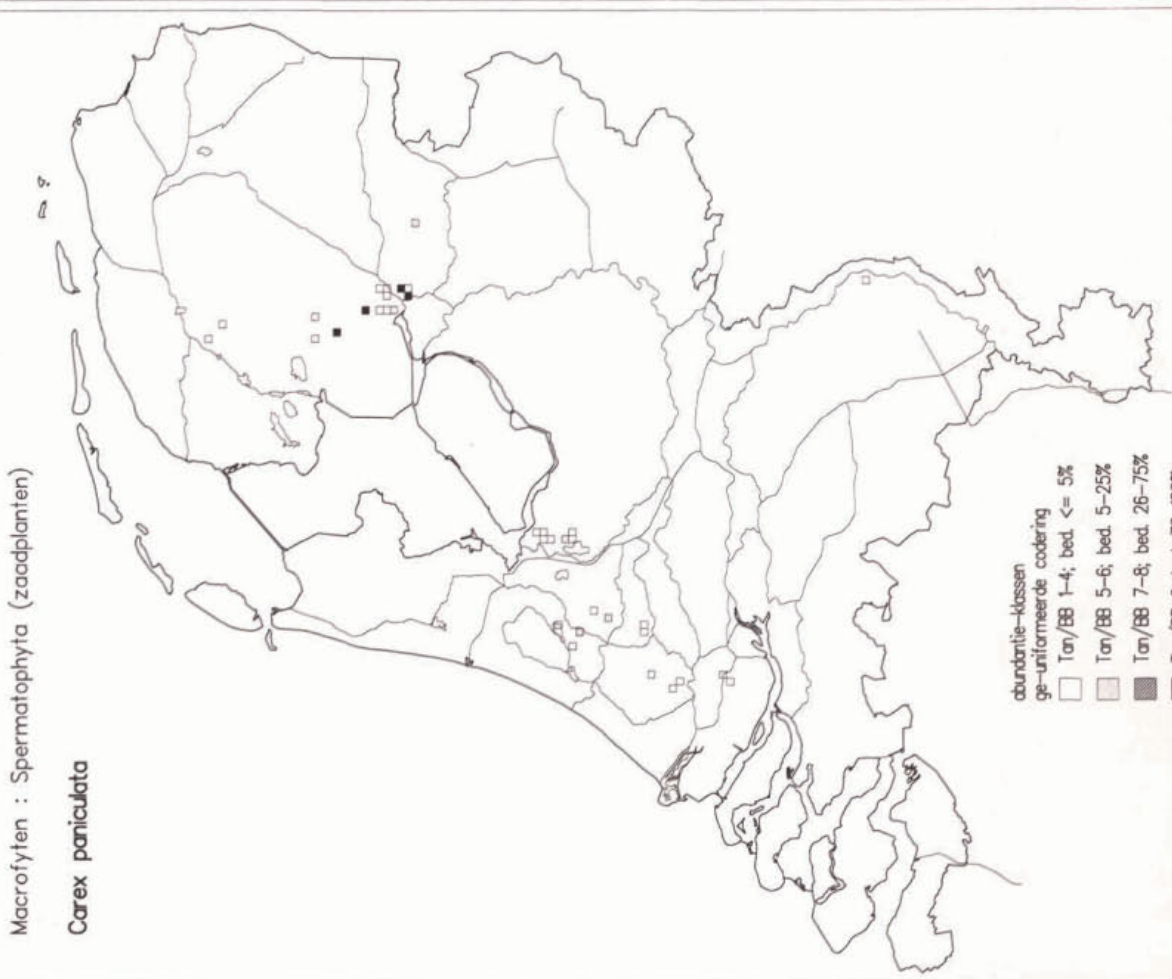 Macrofyten : Spermatophyta (zaadplanten)
Carex paniculata
abundantie-klassen
ge-uniformeerde codering
Tan/BB 1-4; bed. <= 5%
Tan/BB 5-6; bed. 5-25%
Tan/BB 7-8; bed. 26-75%